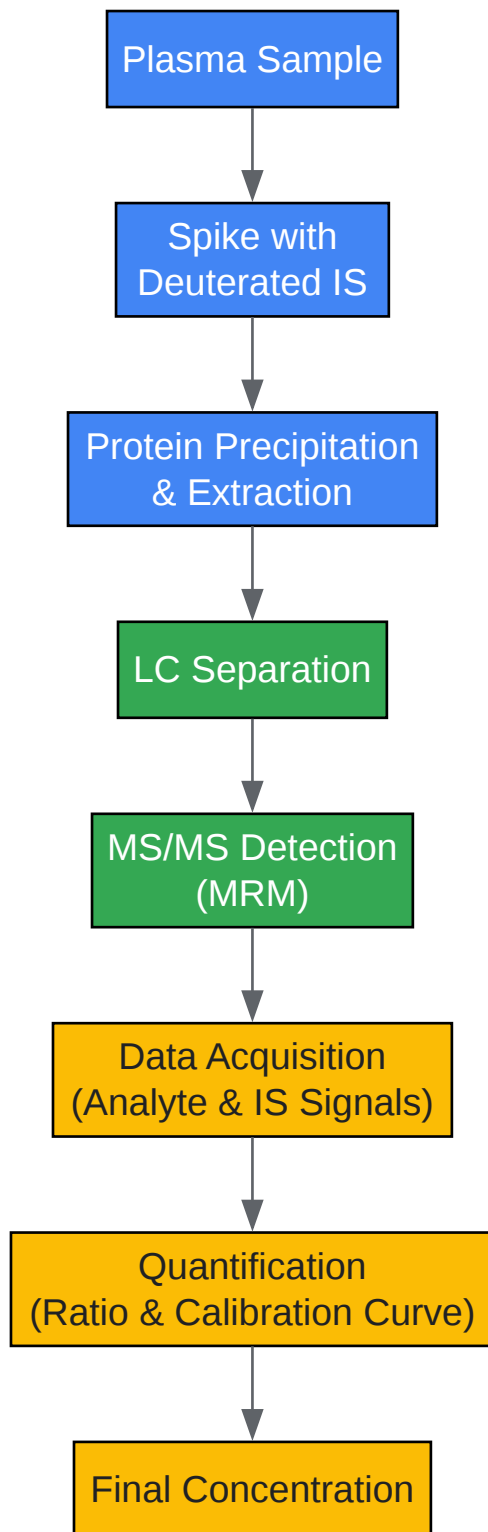 Plasma Sample
Spike with
Deuterated IS
Protein Precipitation
& Extraction
LC Separation
MS/MS Detection
(MRM)
Data Acquisition
(Analyte & IS Signals)
Quantification
(Ratio & Calibration Curve)
Final Concentration